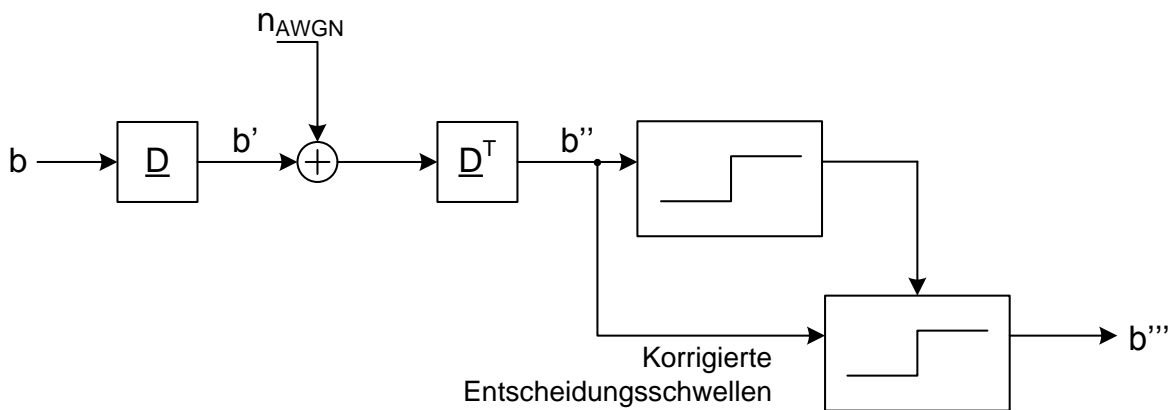 n_AWGN
b
D
b'
D^T
b''
b'''
Korrigierte
Entscheidungsschwellen